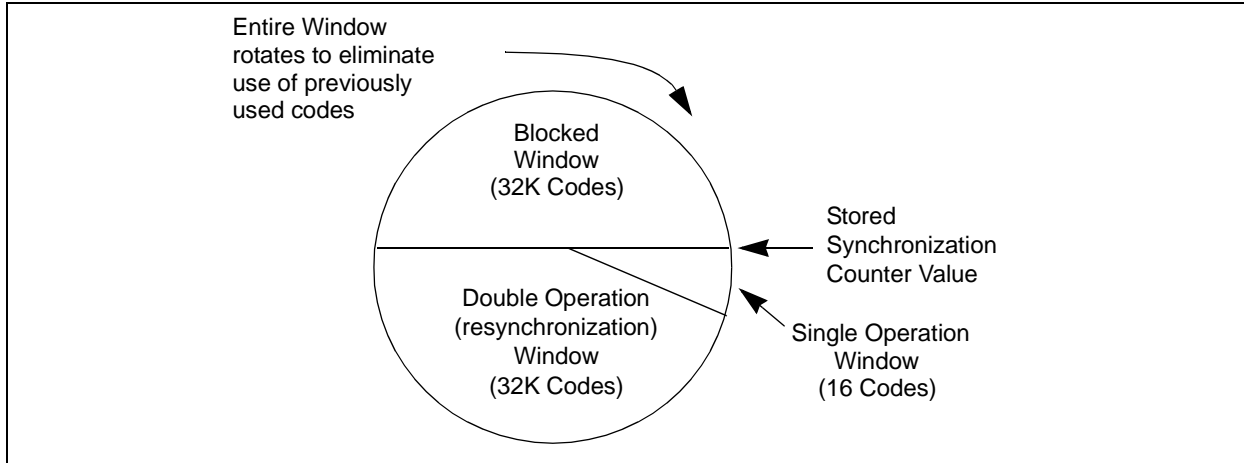 Entire Window
rotates to eliminate
use of previously
used codes
Blocked
Window
(32K Codes)
Stored
Synchronization
Counter Value
Double Operation
(resynchronization)
Window
(32K Codes)
Single Operation
Window
(16 Codes)